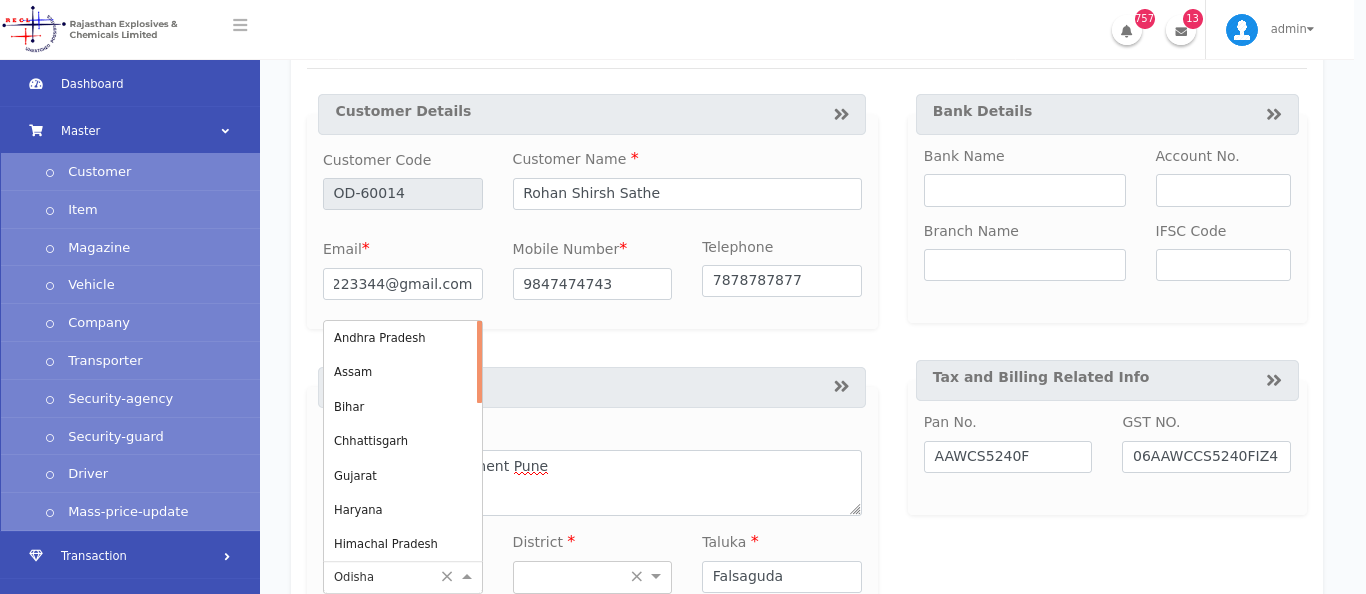 REGL
Rajasthan Explosives &
Chemicals Limited
757
13
admin
Dashboard
Master
Customer
Item
Magazine
Vehicle
Company
Transporter
Security-agency
Security-guard
Driver
Mass-price-update
Transaction
Customer Details
Customer Code
Customer Name *
OD-60014
Rohan Shirsh Sathe
Email*
Mobile Number*
Telephone
223344@gmail.com
9847474743
7878787877
Andhra Pradesh
Assam
Bihar
Chhattisgarh
Gujarat
Haryana
Himachal Pradesh
Pune
District *
Taluka *
Odisha
Falsaguda
Bank Details
Bank Name
Account No.
Branch Name
IFSC Code
Tax and Billing Related Info
Pan No.
GST NO.
AAWCS5240F
06AAWCCS5240FIZ4